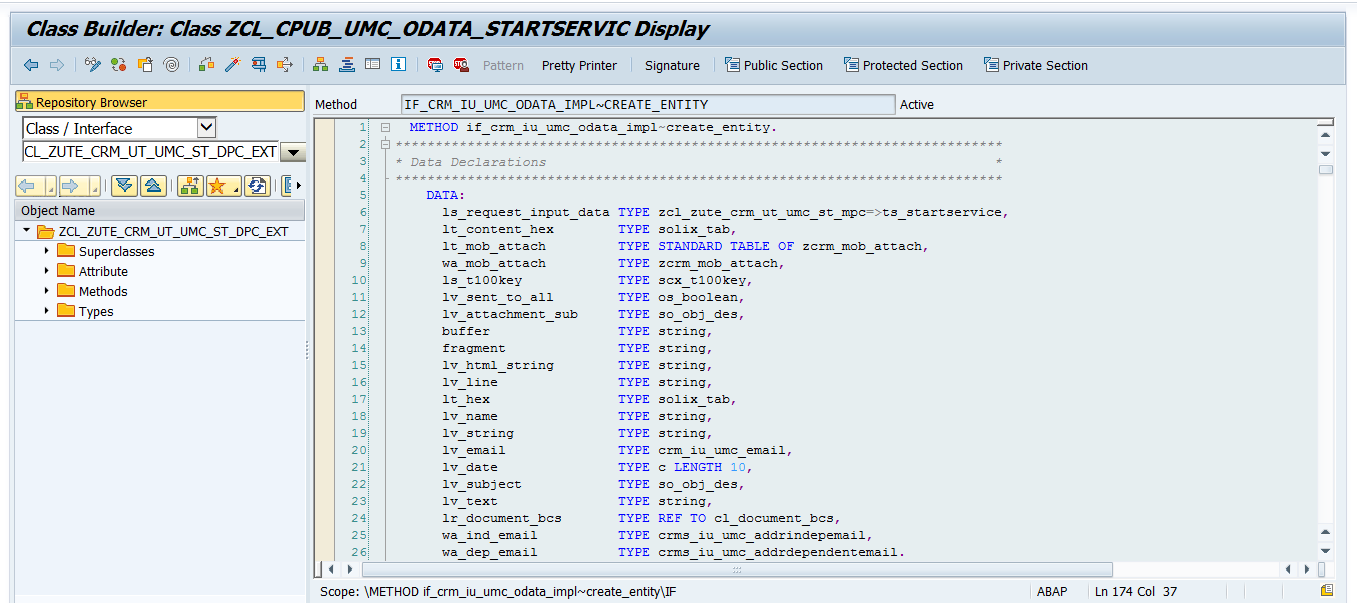 Class Builder: Class ZCL_CPUB_UMC_ODATA_STARTSERVIC Display
Pattern Pretty Printer Signature Public Section Protected Section Private Section
Repository Browser
Class / Interface
CL_ZUTE_CRM_UT_UMC_ST_DPC_EXT
Object Name
ZCL_ZUTE_CRM_UT_UMC_ST_DPC_EXT
Superclasses
Attribute
Methods
Types
Method IF_CRM_IU_UMC_ODATA_IMPL~CREATE_ENTITY Active
1 METHOD if_crm_iu_umc_odata_impl~create_entity.
2 ****************************************************************************
3 * Data Declarations *
4 ****************************************************************************
5 DATA:
6 ls_request_input_data TYPE zcl_zute_crm_ut_umc_st_mpc=>ts_startservice,
7 lt_content_hex TYPE solix_tab,
8 lt_mob_attach TYPE STANDARD TABLE OF zcrm_mob_attach,
9 wa_mob_attach TYPE zcrm_mob_attach,
10 ls_t100key TYPE scx_t100key,
11 lv_sent_to_all TYPE os_boolean,
12 lv_attachment_sub TYPE so_obj_des,
13 buffer TYPE string,
14 fragment TYPE string,
15 lv_html_string TYPE string,
16 lv_line TYPE string,
17 lt_hex TYPE solix_tab,
18 lv_name TYPE string,
19 lv_string TYPE string,
20 lv_email TYPE crm_iu_umc_email,
21 lv_date TYPE c LENGTH 10,
22 lv_subject TYPE so_obj_des,
23 lv_text TYPE string,
24 lr_document_bcs TYPE REF TO cl_document_bcs,
25 wa_ind_email TYPE crms_iu_umc_addrindepemail,
26 wa_dep_email TYPE crms_iu_umc_addrdependentemail.
Scope: \METHOD if_crm_iu_umc_odata_impl~create_entity\IF ABAP Ln 174 Col 37